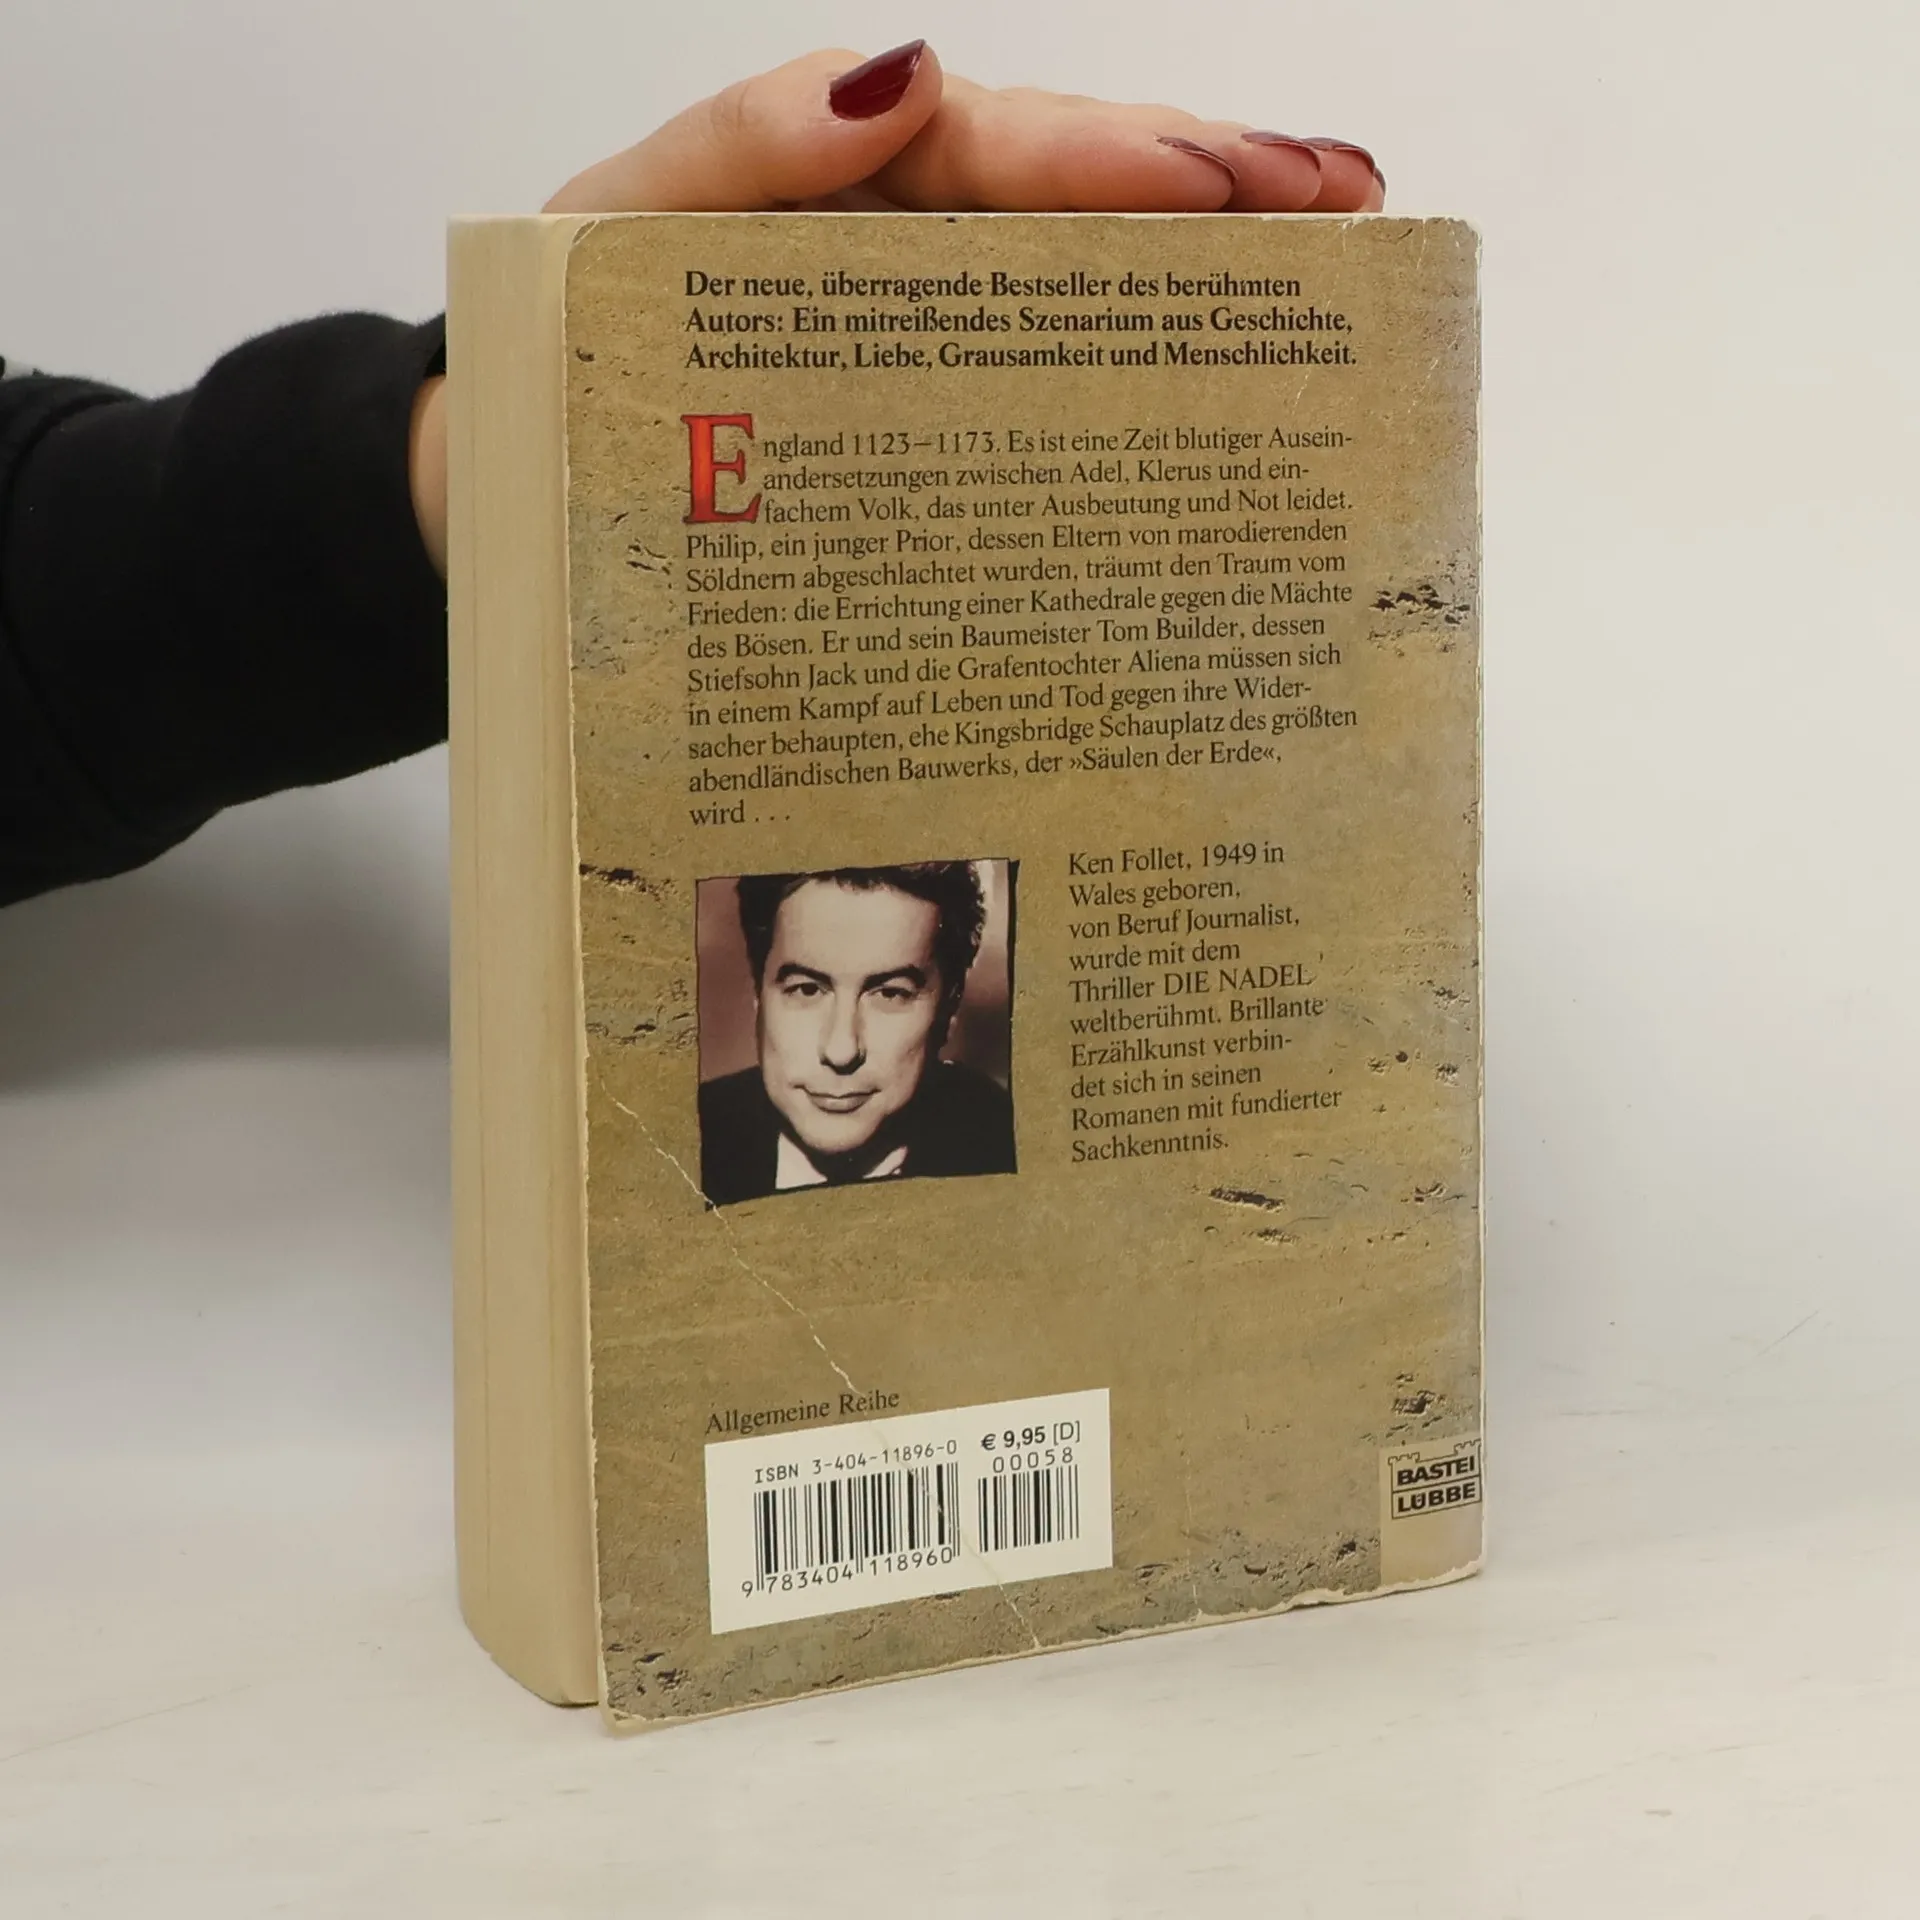 Der neue, überragende Bestseller des berühmten
Autors: Ein mitreißendes Szenarium aus Geschichte,
Architektur, Liebe, Grausamkeit und Menschlichkeit.
England 1123–1173. Es ist eine Zeit blutiger Ausein-
andersetzungen zwischen Adel, Klerus und ein-
fachem Volk, das unter Ausbeutung und Not leidet.
Philip, ein junger Prior, dessen Eltern von marodierenden
Söldnern abgeschlachtet wurden, träumt den Traum vom
Frieden: die Errichtung einer Kathedrale gegen die Mächte
des Bösen. Er und sein Baumeister Tom Builder, dessen
Stiefsohn Jack und die Grafentochter Aliena müssen sich
in einem Kampf auf Leben und Tod gegen ihre Wider-
sacher behaupten, ehe Kingsbridge Schauplatz des größten
abendländischen Bauwerks, der »Säulen der Erde«,
wird . . .
Ken Follet, 1949 in
Wales geboren,
von Beruf Journalist,
wurde mit dem
Thriller DIE NADEL
weltberühmt. Brillante
Erzählkunst verbin-
det sich in seinen
Romanen mit fundierter
Sachkenntnis.
Allgemeine Reihe
ISBN 3-404-11896-0
€ 9,95 [D]
00058
9 783404 118960
BASTEI
LÜBBE